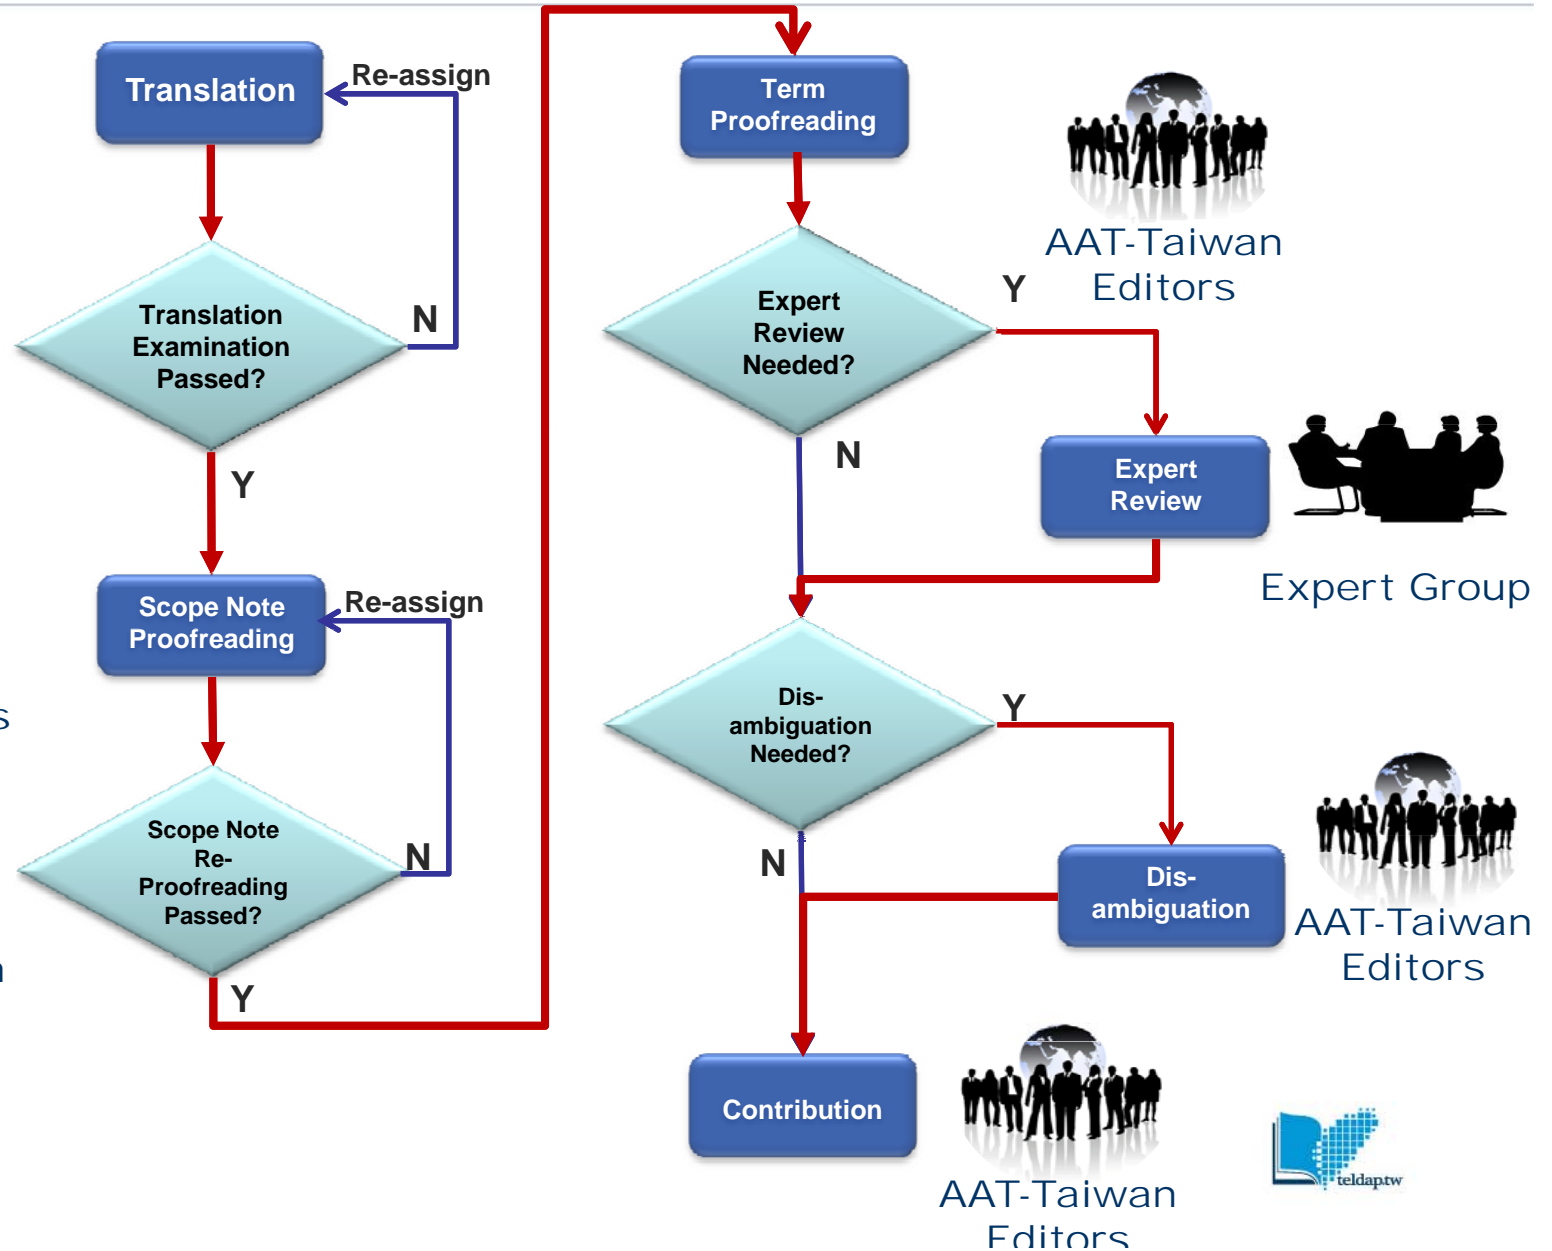 Translation
Re-assign
Translation
Examination
Passed?
N
Y
Scope Note
Proofreading
Re-assign
s
Scope Note
Re-
Proofreading
Passed?
N
n
Y
Term
Proofreading
AAT-Taiwan
Editors
Expert
Review
Needed?
Y
N
Expert
Review
Expert Group
Dis-
ambiguation
Needed?
Y
N
Dis-
ambiguation
AAT-Taiwan
Editors
Contribution
AAT-Taiwan
Editors
teldap.tw